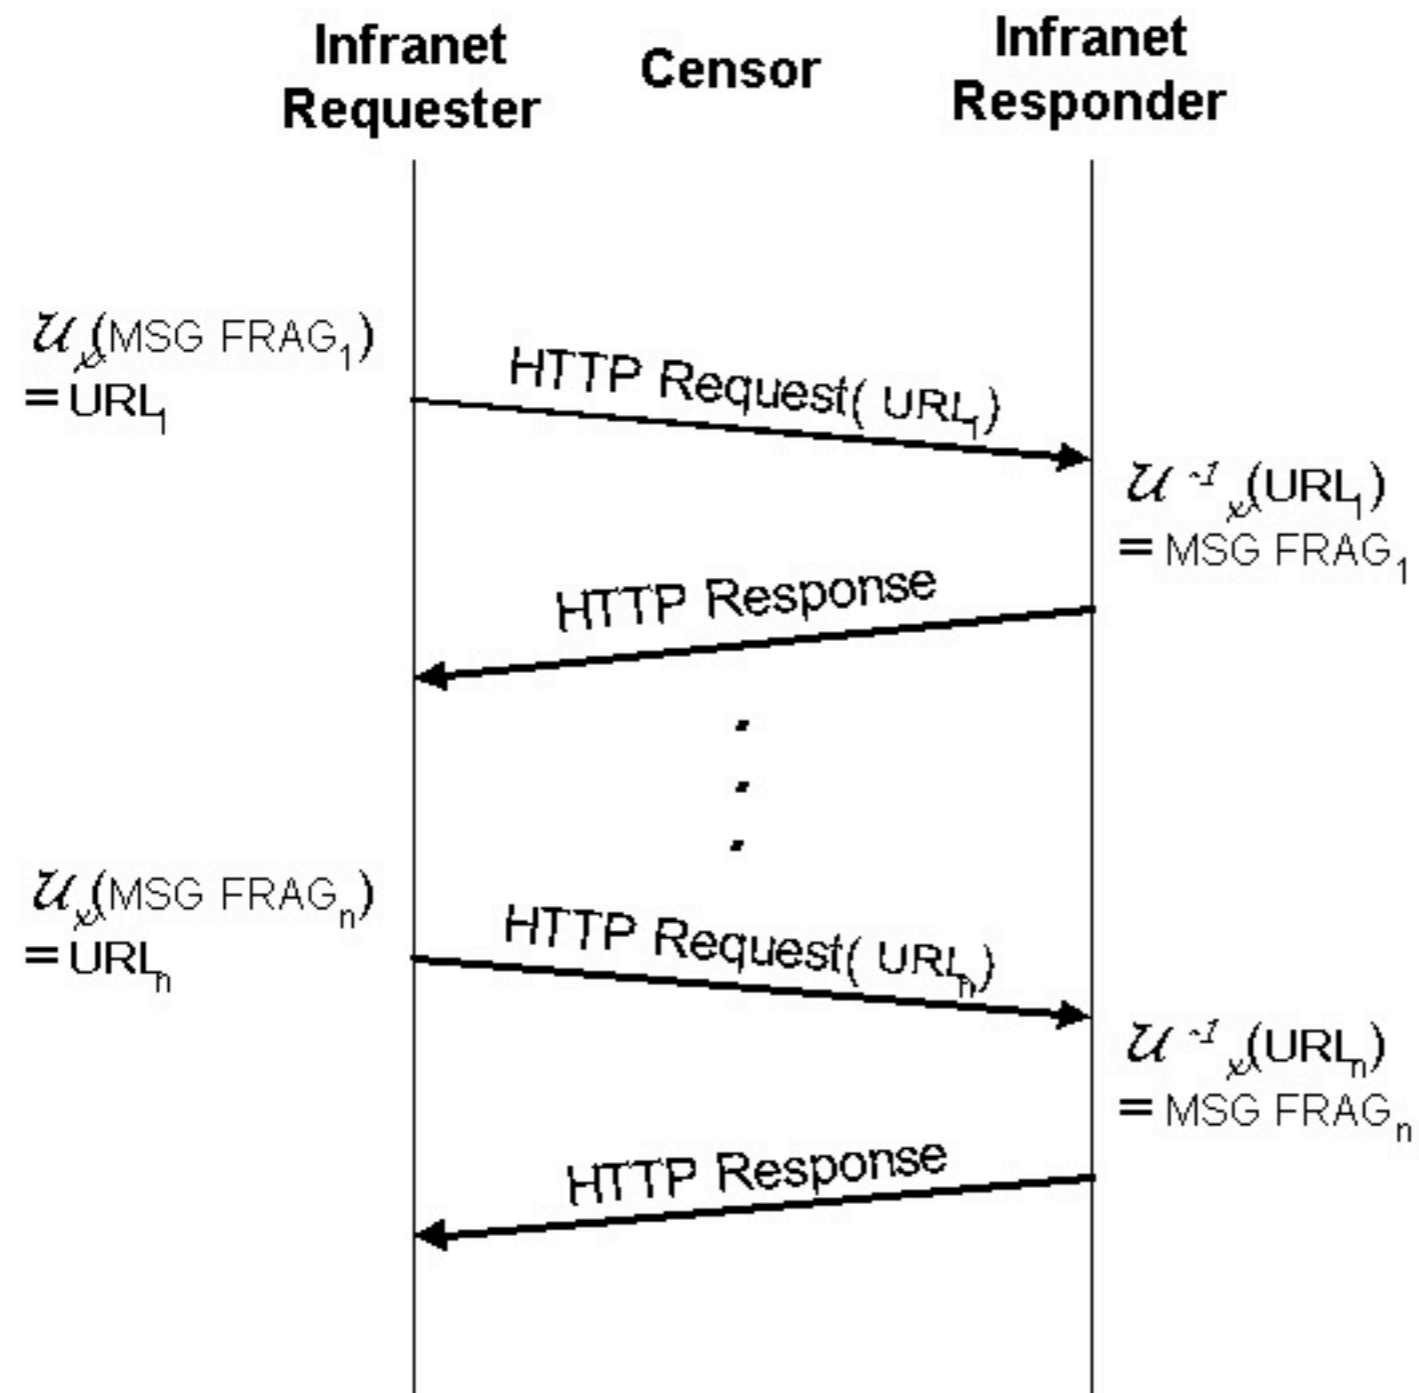 Infranet
Requester
Censor
Infranet
Responder
𝒰ₓ(MSG FRAG₁)
= URL₁
HTTP Request( URL₁)
𝒰⁻¹ₓ(URL₁)
= MSG FRAG₁
HTTP Response
.
.
.
𝒰ₓ(MSG FRAGₙ)
= URLₙ
HTTP Request( URLₙ)
𝒰⁻¹ₓ(URLₙ)
= MSG FRAGₙ
HTTP Response